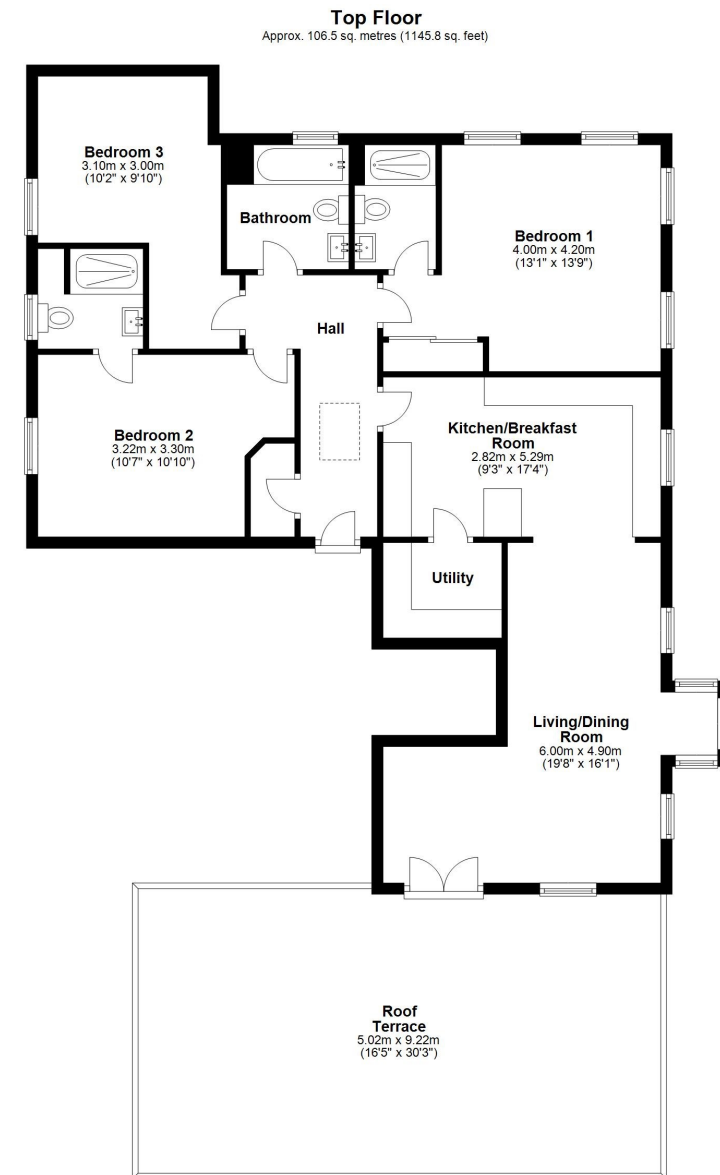 Top Floor
Approx. 106.5 sq. metres (1145.8 sq. feet)
Bedroom 3
3.10m x 3.00m
(10'2" x 9'10")
Bathroom
Bedroom 1
4.00m x 4.20m
(13'1" x 13'9")
Hall
Bedroom 2
3.22m x 3.30m
(10'7" x 10'10")
Kitchen/Breakfast
Room
2.82m x 5.29m
(9'3" x 17'4")
Utility
Living/Dining
Room
6.00m x 4.90m
(19'8" x 16'1")
Roof
Terrace
5.02m x 9.22m
(16'5" x 30'3")